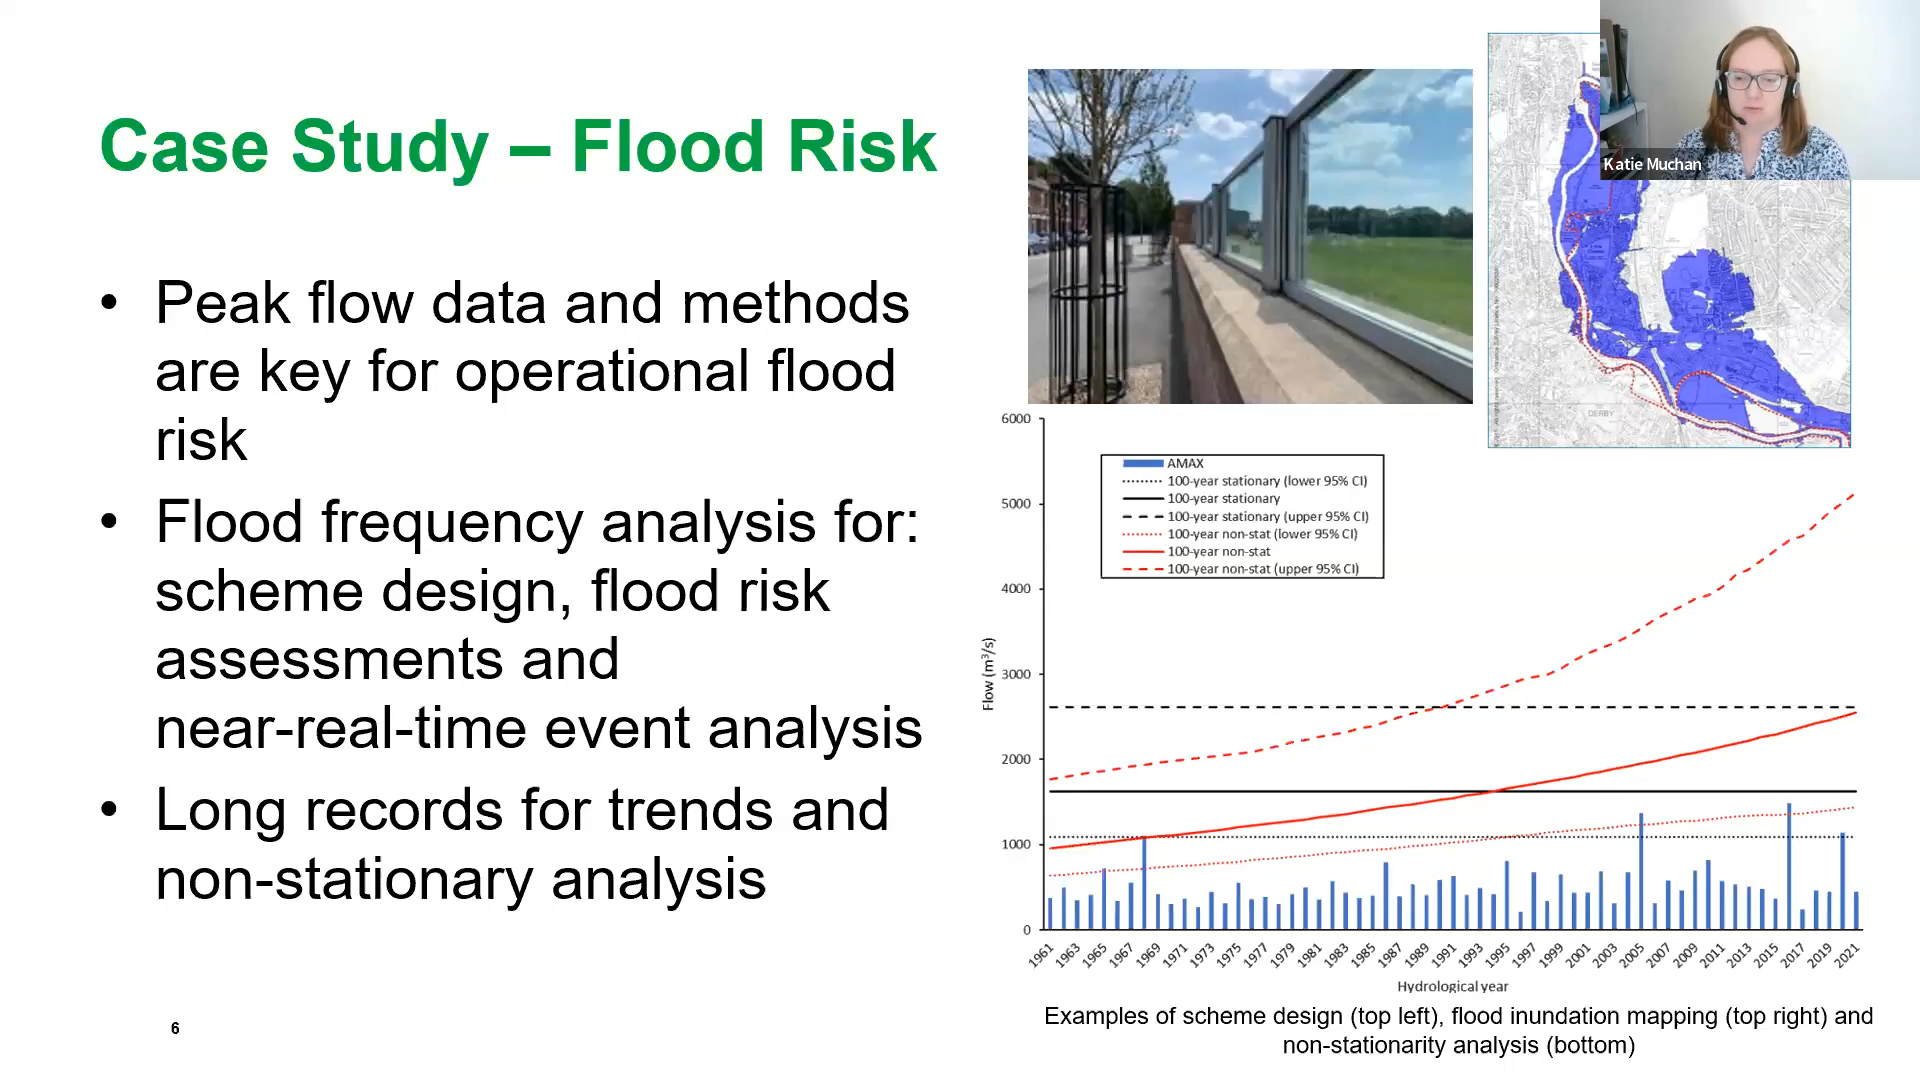 Case Study – Flood Risk
• Peak flow data and methods
are key for operational flood
risk
• Flood frequency analysis for:
scheme design, flood risk
assessments and
near-real-time event analysis
• Long records for trends and
non-stationary analysis
6
Katie Muchan
DERBY
6000
5000
4000
3000
2000
1000
0
Flow (m³/s)
AMAX
100-year stationary (lower 95% CI)
100-year stationary
100-year stationary (upper 95% CI)
100-year non-stat (lower 95% CI)
100-year non-stat
100-year non-stat (upper 95% CI)
1961 1963 1965 1967 1969 1971 1973 1975 1977 1979 1981 1983 1985 1987 1989 1991 1993 1995 1997 1999 2001 2003 2005 2007 2009 2011 2013 2015 2017 2019 2021
Hydrological year
Examples of scheme design (top left), flood inundation mapping (top right) and
non-stationarity analysis (bottom)